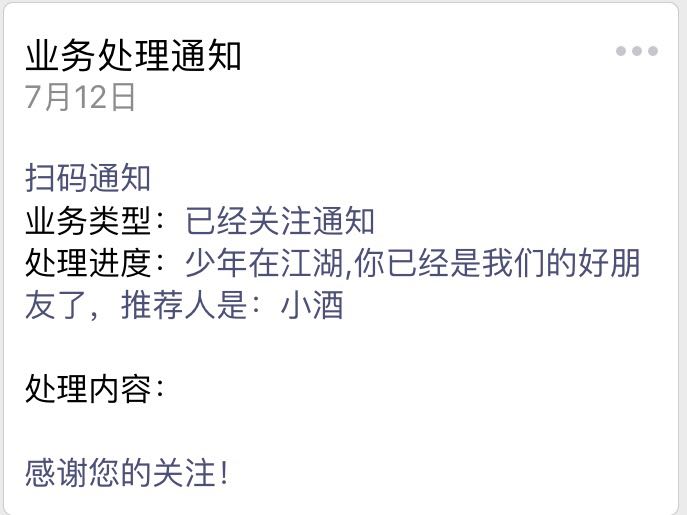 业务处理通知
7月12日
扫码通知
业务类型：已经关注通知
处理进度：少年在江湖,你已经是我们的好朋
友了，推荐人是：小酒
处理内容：
感谢您的关注！